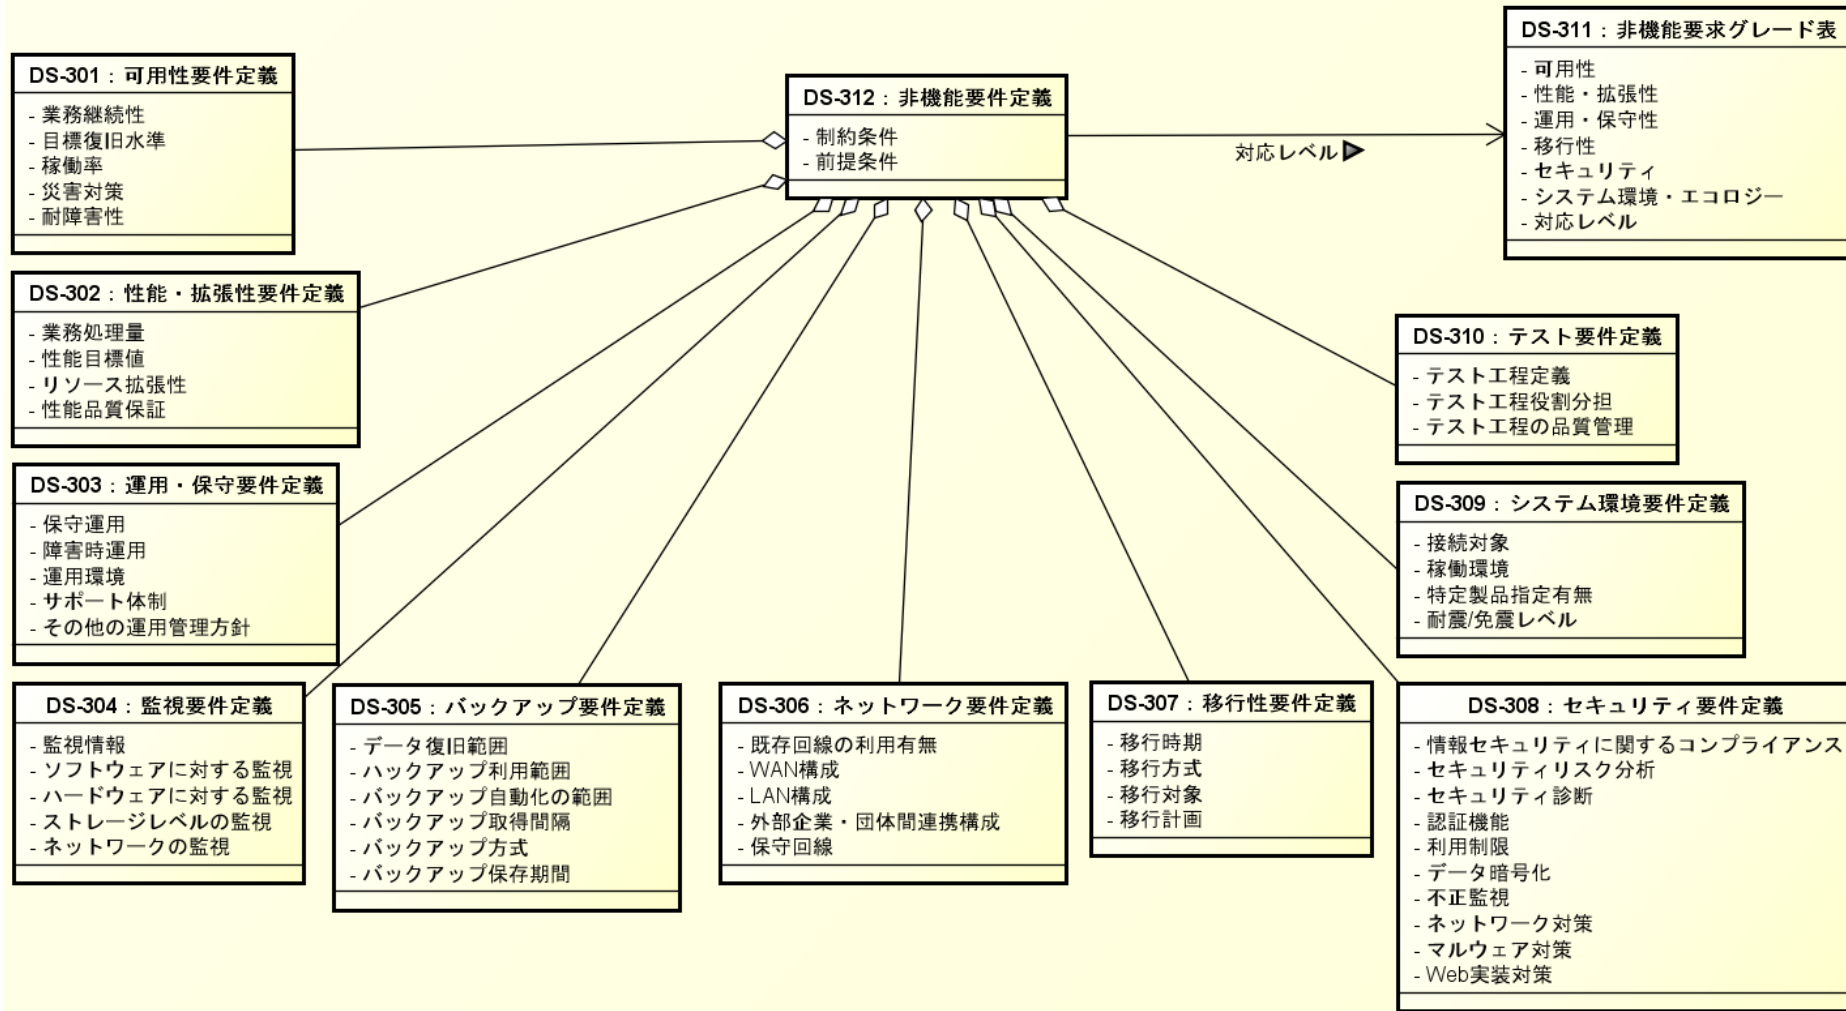 DS-301：可用性要件定義
- 業務継続性
- 目標復旧水準
- 稼働率
- 災害対策
- 耐障害性
DS-312：非機能要件定義
- 制約条件
- 前提条件
対応レベル
DS-311：非機能要求グレード表
- 可用性
- 性能・拡張性
- 運用・保守性
- 移行性
- セキュリティ
- システム環境・エコロジー
- 対応レベル
DS-302：性能・拡張性要件定義
- 業務処理量
- 性能目標値
- リソース拡張性
- 性能品質保証
DS-310：テスト要件定義
- テスト工程定義
- テスト工程役割分担
- テスト工程の品質管理
DS-303：運用・保守要件定義
- 保守運用
- 障害時運用
- 運用環境
- サポート体制
- その他の運用管理方針
DS-309：システム環境要件定義
- 接続対象
- 稼働環境
- 特定製品指定有無
- 耐震/免震レベル
DS-304：監視要件定義
- 監視情報
- ソフトウェアに対する監視
- ハードウェアに対する監視
- ストレージレベルの監視
- ネットワークの監視
DS-305：バックアップ要件定義
- データ復旧範囲
- ハックアップ利用範囲
- バックアップ自動化の範囲
- バックアップ取得間隔
- バックアップ方式
- バックアップ保存期間
DS-306：ネットワーク要件定義
- 既存回線の利用有無
- WAN構成
- LAN構成
- 外部企業・団体間連携構成
- 保守回線
DS-307：移行性要件定義
- 移行時期
- 移行方式
- 移行対象
- 移行計画
DS-308：セキュリティ要件定義
- 情報セキュリティに関するコンプライアンス
- セキュリティリスク分析
- セキュリティ診断
- 認証機能
- 利用制限
- データ暗号化
- 不正監視
- ネットワーク対策
- マルウェア対策
- Web実装対策